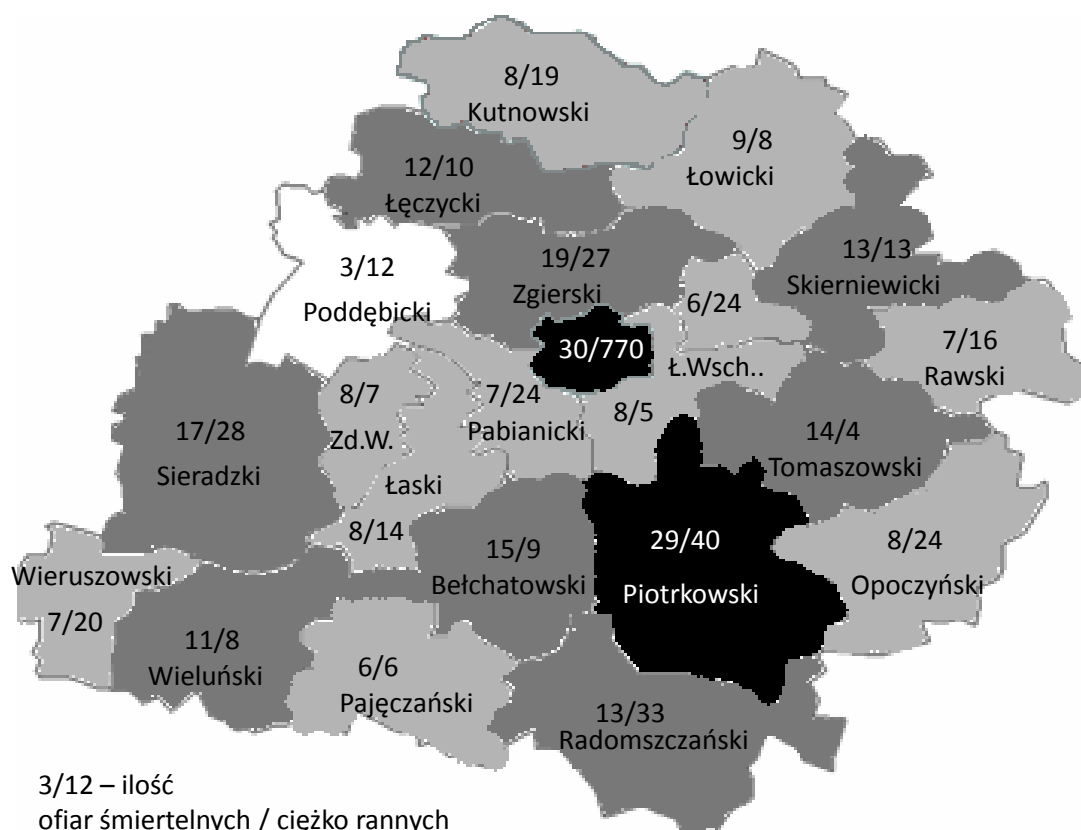 8/19
Kutnowski
9/8
Łowicki
12/10
Łęczycki
13/13
Skierniewicki
3/12
Poddębicki
19/27
Zgierski
6/24
30/770
7/16
Rawski
Ł.Wsch..
8/7
Zd.W.
7/24
Pabianicki
8/5
17/28
Sieradzki
14/4
Tomaszowski
Łaski
8/14
15/9
Bełchatowski
29/40
Piotrkowski
8/24
Opoczyński
Wieruszowski
7/20
11/8
Wieluński
6/6
Pajęczański
13/33
Radomszczański
3/12 – ilość
ofiar śmiertelnych / ciężko rannych